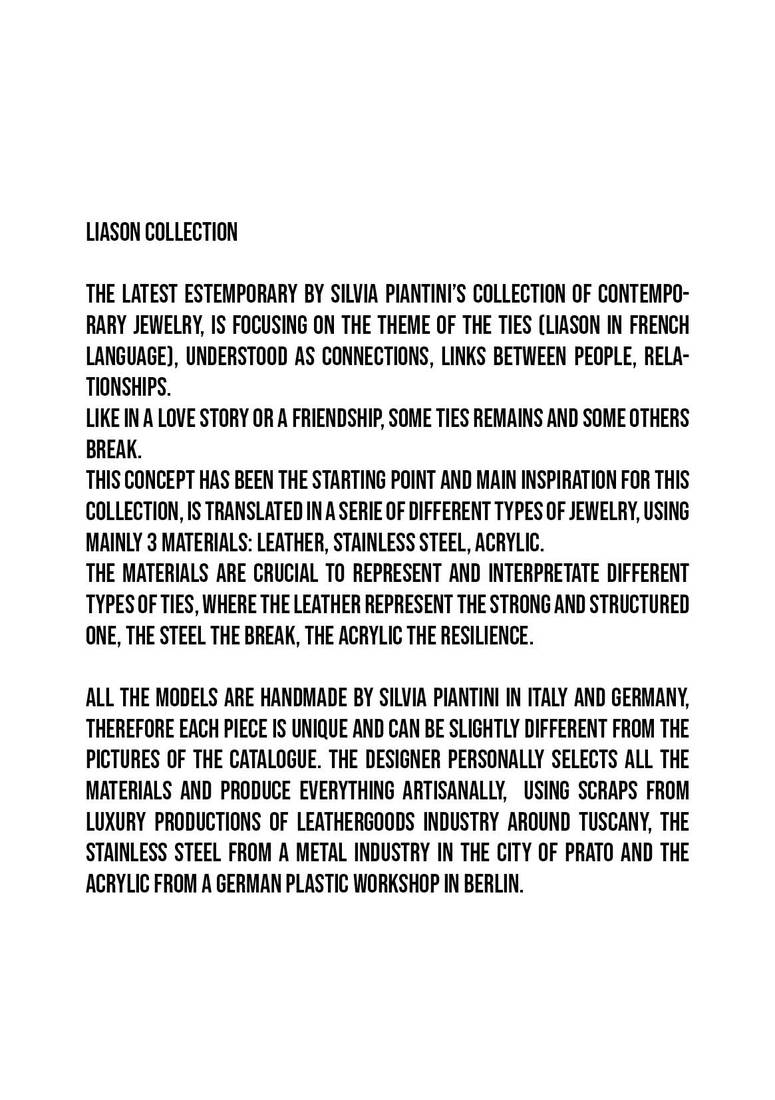 LIASON COLLECTION
THE LATEST ESTEMPORARY BY SILVIA PIANTINI'S COLLECTION OF CONTEMPO-
RARY JEWELRY, IS FOCUSING ON THE THEME OF THE TIES (LIASON IN FRENCH
LANGUAGE), UNDERSTOOD AS CONNECTIONS, LINKS BETWEEN PEOPLE, RELA-
TIONSHIPS.
LIKE IN A LOVE STORY OR A FRIENDSHIP, SOME TIES REMAINS AND SOME OTHERS
BREAK.
THIS CONCEPT HAS BEEN THE STARTING POINT AND MAIN INSPIRATION FOR THIS
COLLECTION, IS TRANSLATED IN A SERIE OF DIFFERENT TYPES OF JEWELRY, USING
MAINLY 3 MATERIALS: LEATHER, STAINLESS STEEL, ACRYLIC.
THE MATERIALS ARE CRUCIAL TO REPRESENT AND INTERPRETATE DIFFERENT
TYPES OF TIES, WHERE THE LEATHER REPRESENT THE STRONG AND STRUCTURED
ONE, THE STEEL THE BREAK, THE ACRYLIC THE RESILIENCE.
ALL THE MODELS ARE HANDMADE BY SILVIA PIANTINI IN ITALY AND GERMANY,
THEREFORE EACH PIECE IS UNIQUE AND CAN BE SLIGHTLY DIFFERENT FROM THE
PICTURES OF THE CATALOGUE. THE DESIGNER PERSONALLY SELECTS ALL THE
MATERIALS AND PRODUCE EVERYTHING ARTISANALLY, USING SCRAPS FROM
LUXURY PRODUCTIONS OF LEATHERGOODS INDUSTRY AROUND TUSCANY, THE
STAINLESS STEEL FROM A METAL INDUSTRY IN THE CITY OF PRATO AND THE
ACRYLIC FROM A GERMAN PLASTIC WORKSHOP IN BERLIN.